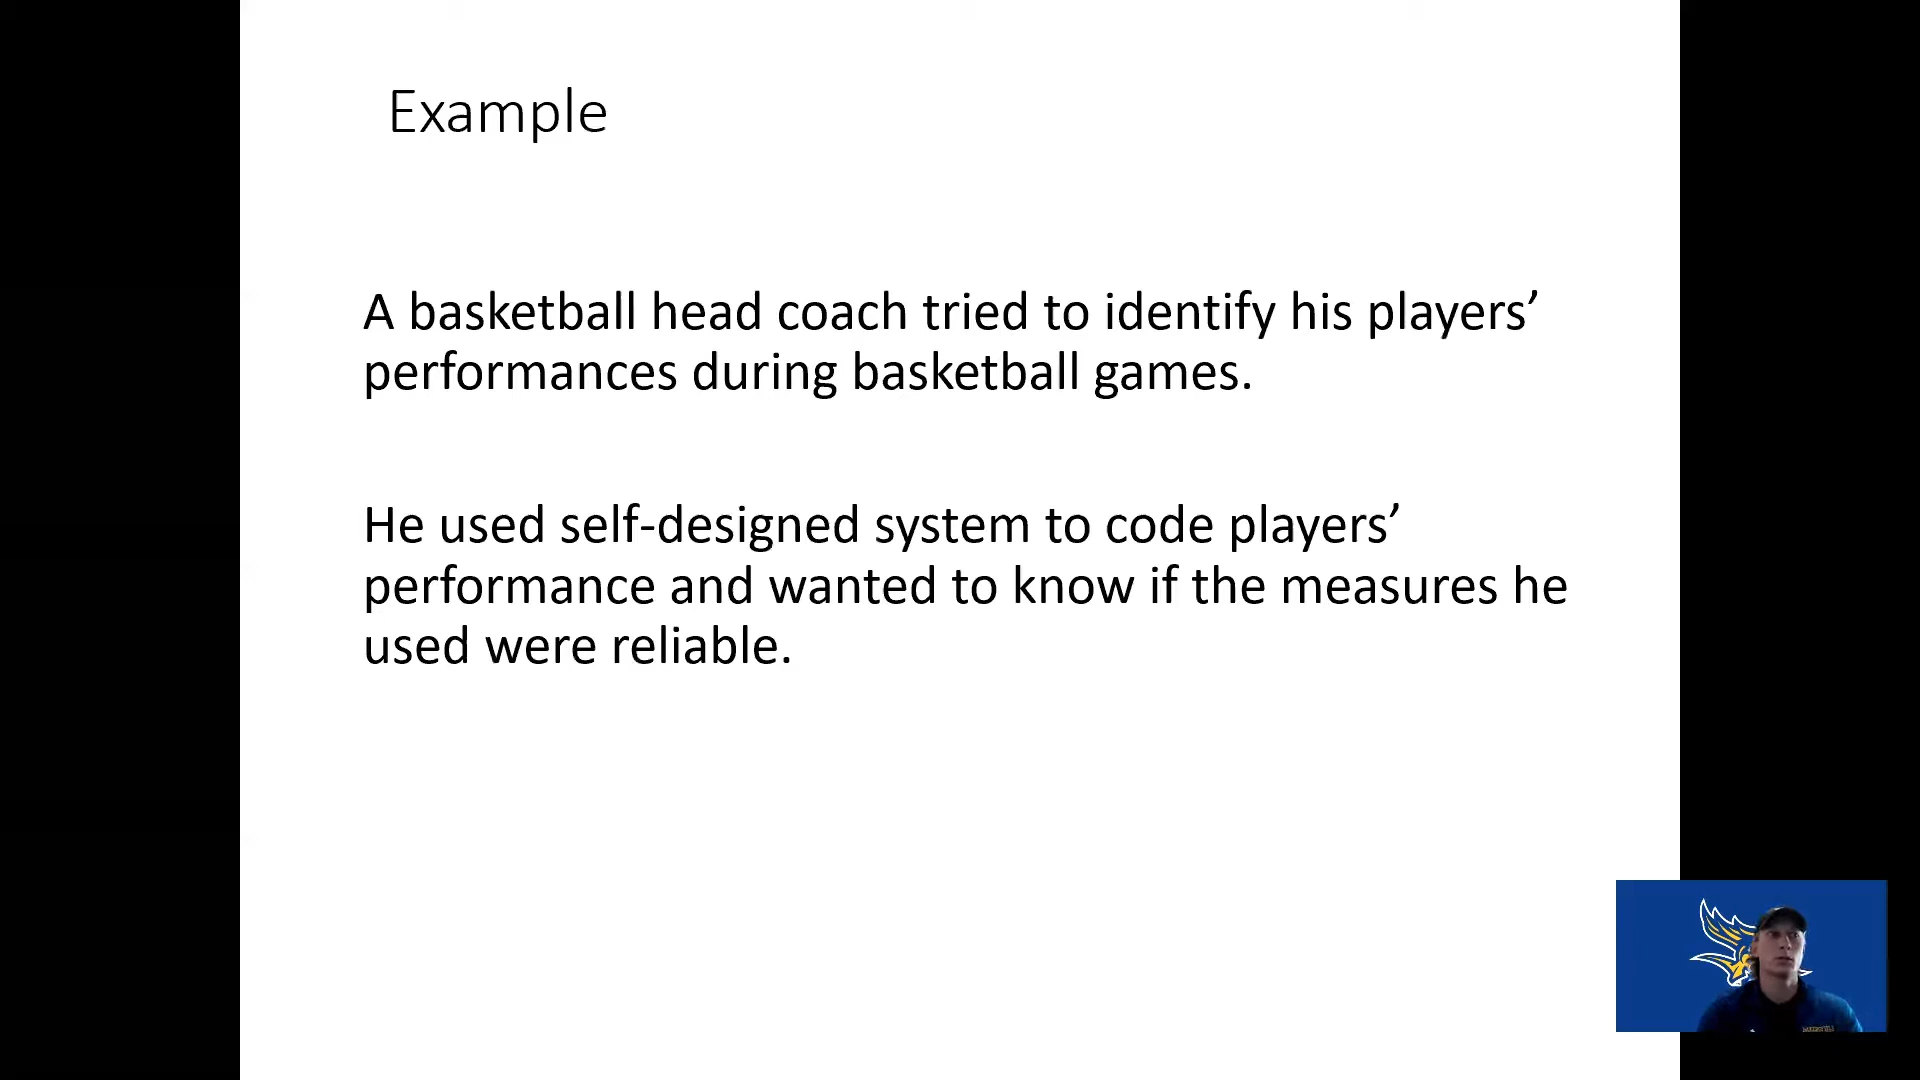 Example
A basketball head coach tried to identify his players’
performances during basketball games.
He used self-designed system to code players’
performance and wanted to know if the measures he
used were reliable.